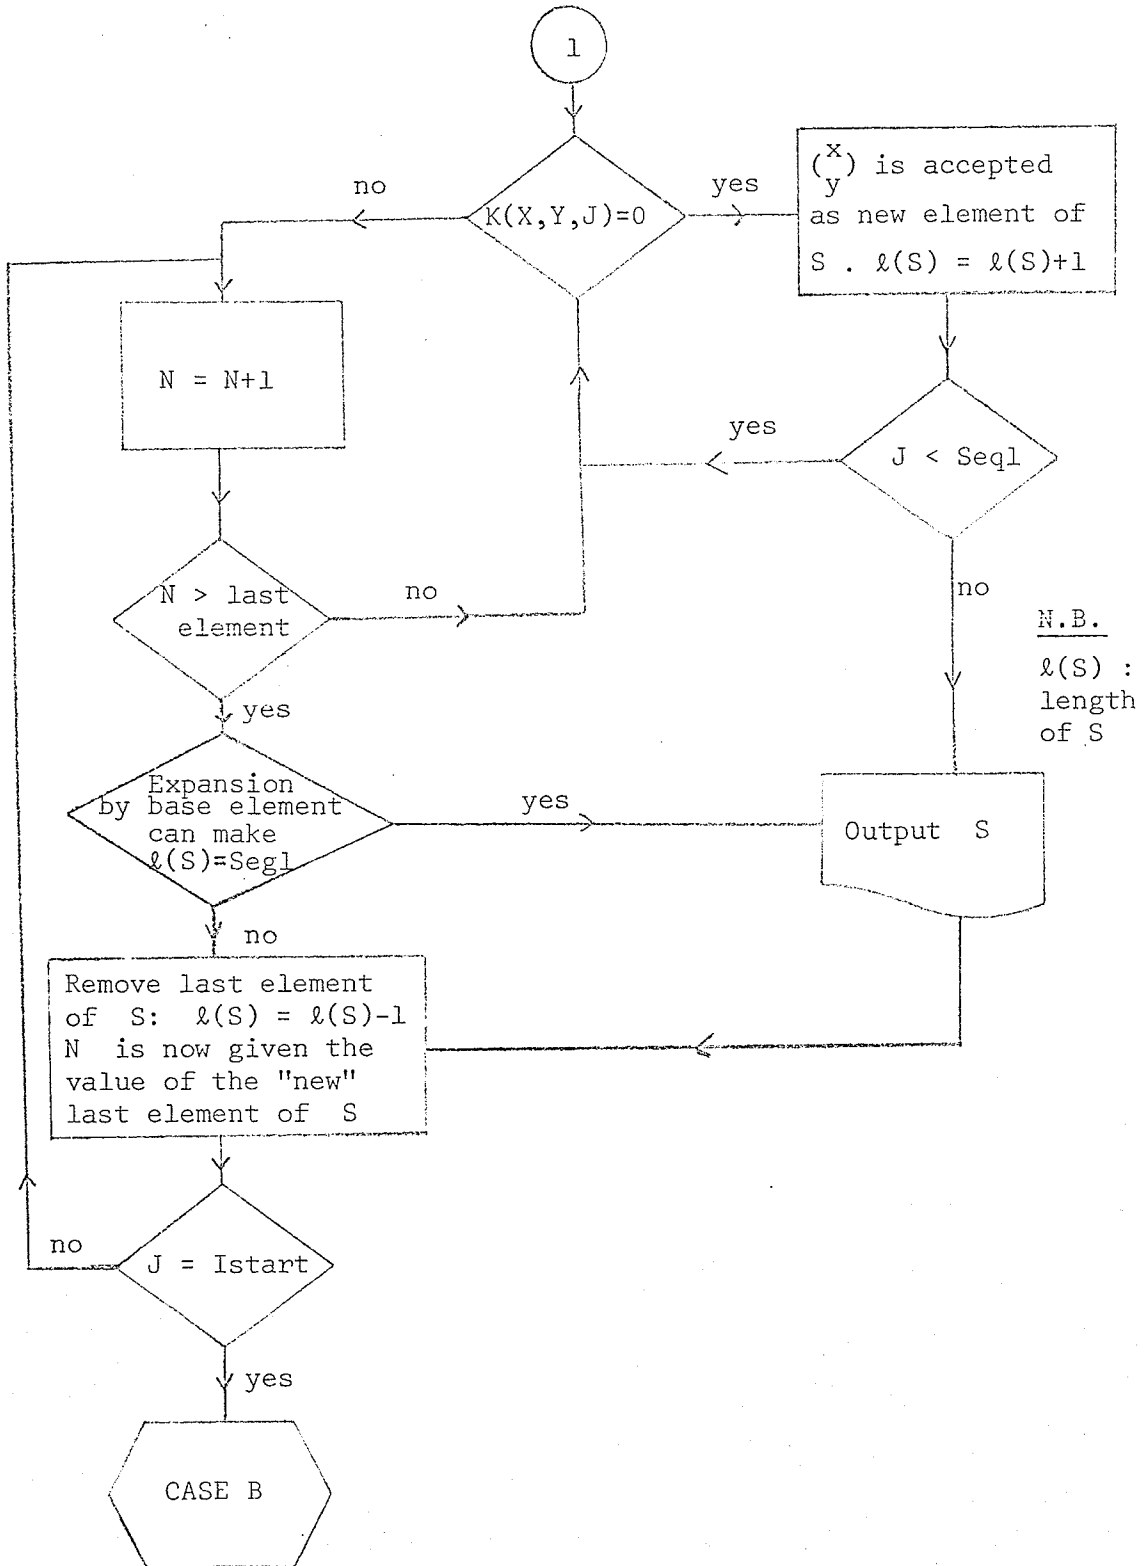 1
K(X,Y,J)=0
no
yes
(x y) is accepted
as new element of
S . ℓ(S) = ℓ(S)+1
N = N+1
yes
J < Seql
no
N > last
element
no
N.B.
ℓ(S) :
length
of S
yes
Expansion
by base element
can make
ℓ(S)=Segl
yes
Output S
no
Remove last element
of S: ℓ(S) = ℓ(S)-1
N is now given the
value of the "new"
last element of S
no
J = Istart
yes
CASE B